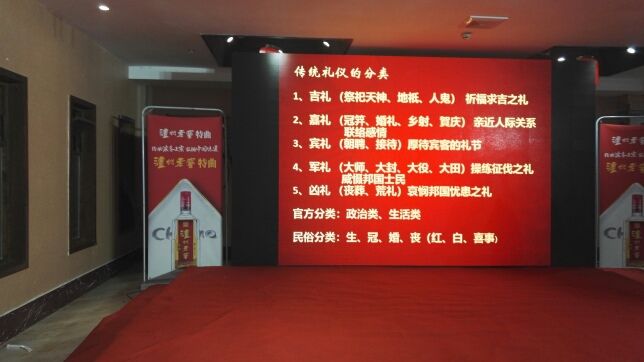 传统礼仪的分类
1、吉礼（祭祀天神、地祇、人鬼） 祈福求吉之礼
2、嘉礼（冠笄、婚礼、乡射、賀庆）亲近人际关系
联络感情
3、宾礼（朝聘、接待）厚待宾客的礼节
4、军礼（大师、大封、大役、大田）操练征伐之礼
威慑邦国士民
5、凶礼（丧葬、荒礼）哀悯邦国忧患之礼
官方分类：政治类、生活类
民俗分类：生、冠、婚、丧（红、白、喜事）
泸州老窖特曲
泸州老窖特曲